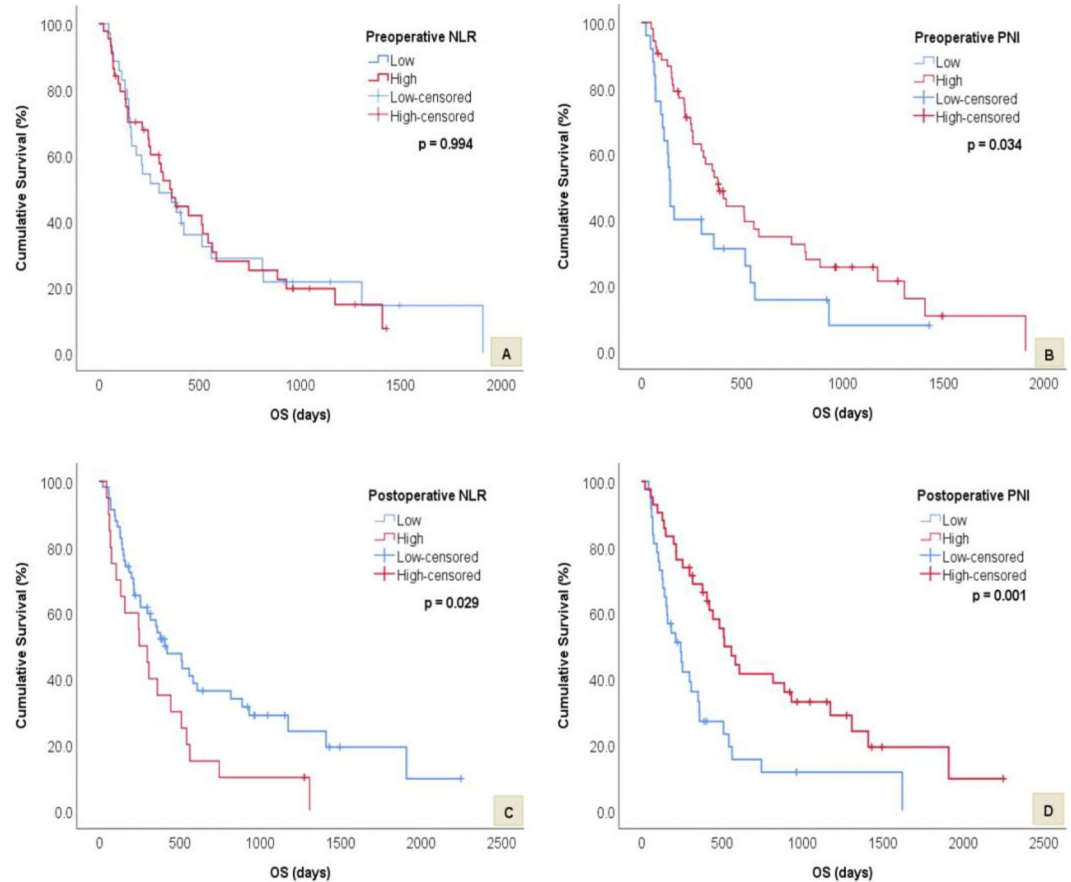 100.0
80.0
60.0
40.0
20.0
0.0
Cumulative Survival (%)
Preoperative NLR
Low
High
Low-censored
High-censored
p = 0.994
A
0 500 1000 1500 2000
OS (days)
100.0
80.0
60.0
40.0
20.0
0.0
Cumulative Survival (%)
Preoperative PNI
Low
High
Low-censored
High-censored
p = 0.034
B
0 500 1000 1500 2000
OS (days)
100.0
80.0
60.0
40.0
20.0
0.0
Cumulative Survival (%)
Postoperative NLR
Low
High
Low-censored
High-censored
p = 0.029
C
0 500 1000 1500 2000 2500
OS (days)
100.0
80.0
60.0
40.0
20.0
0.0
Cumulative Survival (%)
Postoperative PNI
Low
High
Low-censored
High-censored
p = 0.001
D
0 500 1000 1500 2000 2500
OS (days)